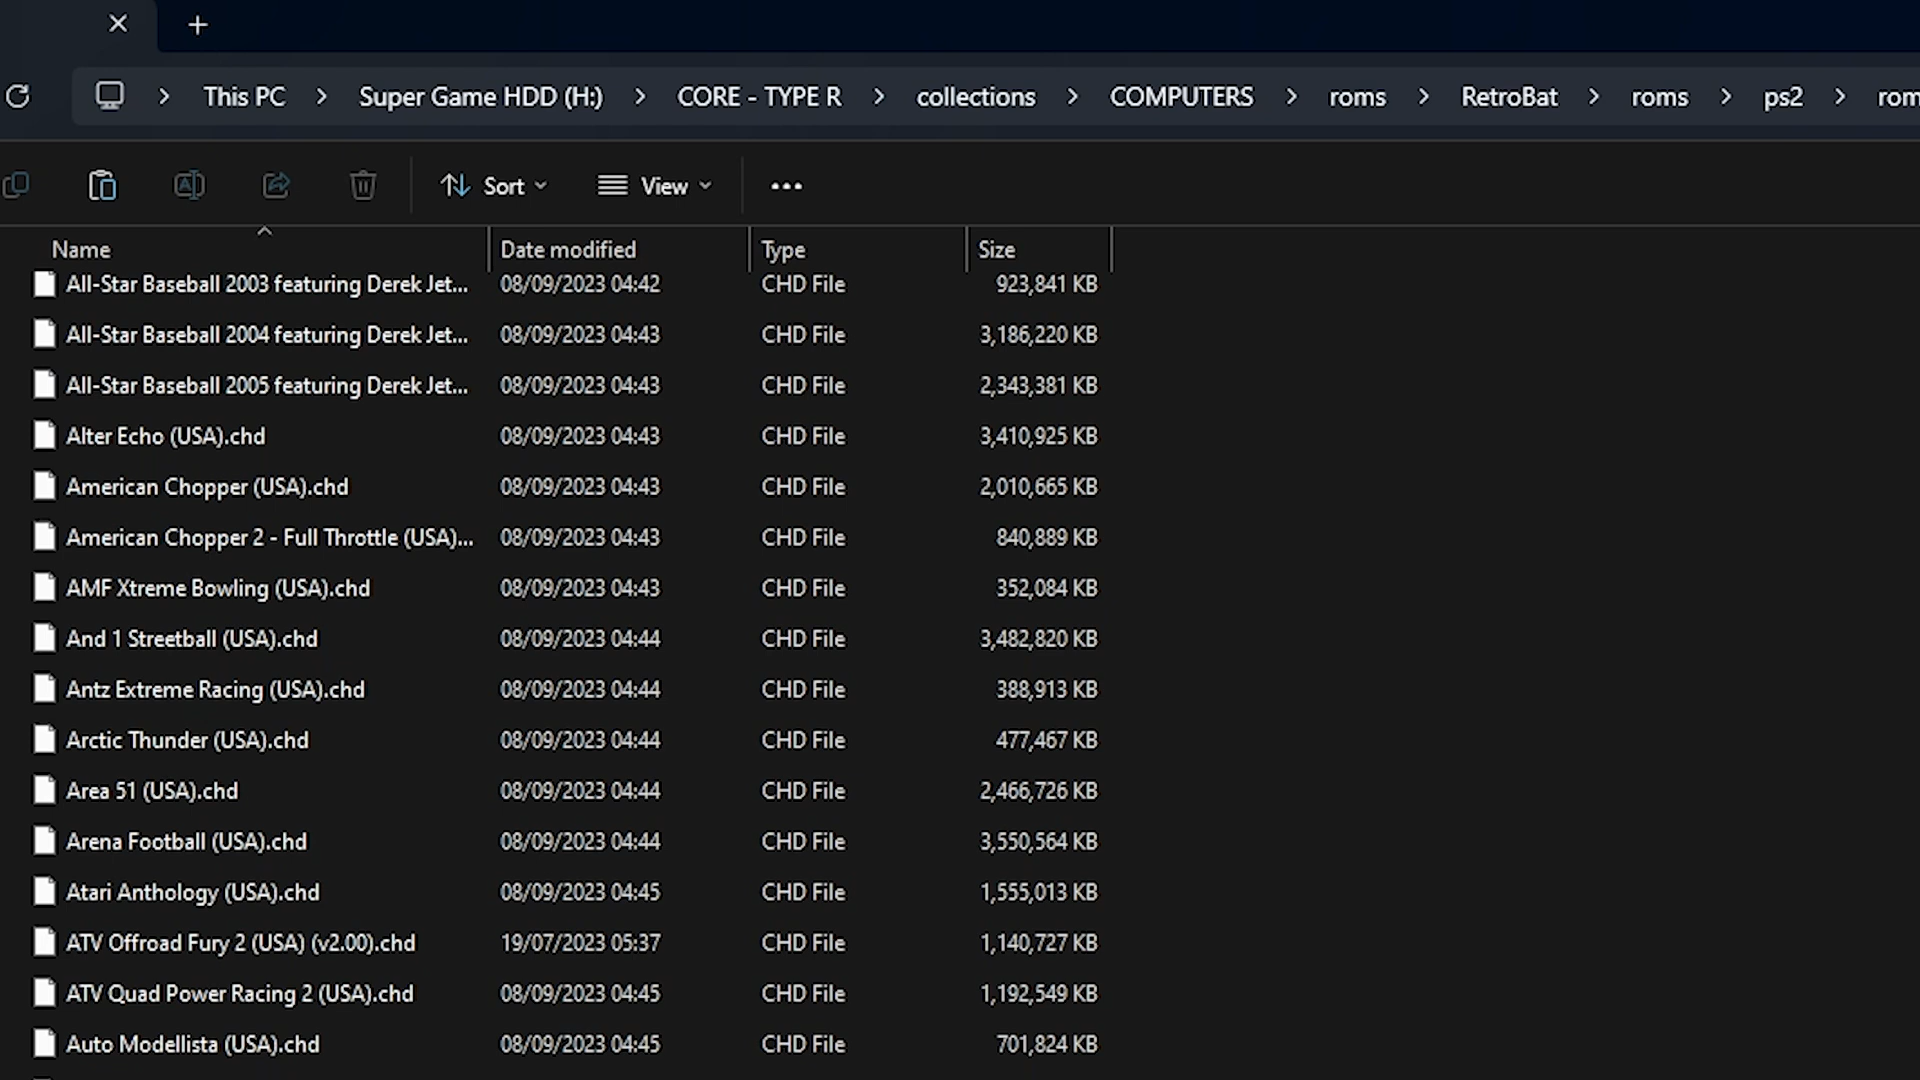 This PC > Super Game HDD (H:) > CORE - TYPE R > collections > COMPUTERS > roms > RetroBat > roms > ps2 > rom
Sort View
Name Date modified Type Size
All-Star Baseball 2003 featuring Derek Jet... 08/09/2023 04:42 CHD File 923,841 KB
All-Star Baseball 2004 featuring Derek Jet... 08/09/2023 04:43 CHD File 3,186,220 KB
All-Star Baseball 2005 featuring Derek Jet... 08/09/2023 04:43 CHD File 2,343,381 KB
Alter Echo (USA).chd 08/09/2023 04:43 CHD File 3,410,925 KB
American Chopper (USA).chd 08/09/2023 04:43 CHD File 2,010,665 KB
American Chopper 2 - Full Throttle (USA)... 08/09/2023 04:43 CHD File 840,889 KB
AMF Xtreme Bowling (USA).chd 08/09/2023 04:43 CHD File 352,084 KB
And 1 Streetball (USA).chd 08/09/2023 04:44 CHD File 3,482,820 KB
Antz Extreme Racing (USA).chd 08/09/2023 04:44 CHD File 388,913 KB
Arctic Thunder (USA).chd 08/09/2023 04:44 CHD File 477,467 KB
Area 51 (USA).chd 08/09/2023 04:44 CHD File 2,466,726 KB
Arena Football (USA).chd 08/09/2023 04:44 CHD File 3,550,564 KB
Atari Anthology (USA).chd 08/09/2023 04:45 CHD File 1,555,013 KB
ATV Offroad Fury 2 (USA) (v2.00).chd 19/07/2023 05:37 CHD File 1,140,727 KB
ATV Quad Power Racing 2 (USA).chd 08/09/2023 04:45 CHD File 1,192,549 KB
Auto Modellista (USA).chd 08/09/2023 04:45 CHD File 701,824 KB